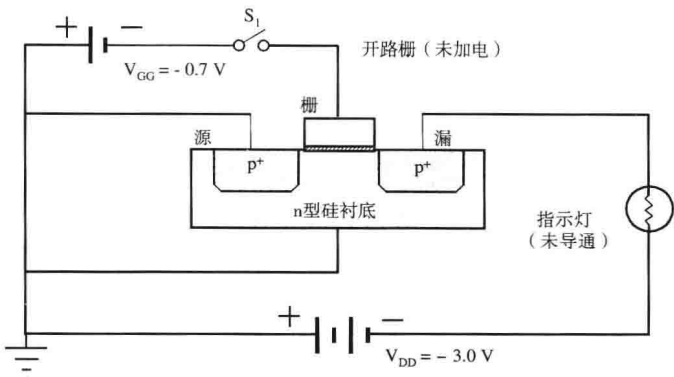 S₁
+ −
开路栅（未加电）
V_GG = - 0.7 V
栅
源
漏
p⁺
p⁺
n型硅衬底
指示灯
（未导通）
+ −
V_DD = − 3.0 V